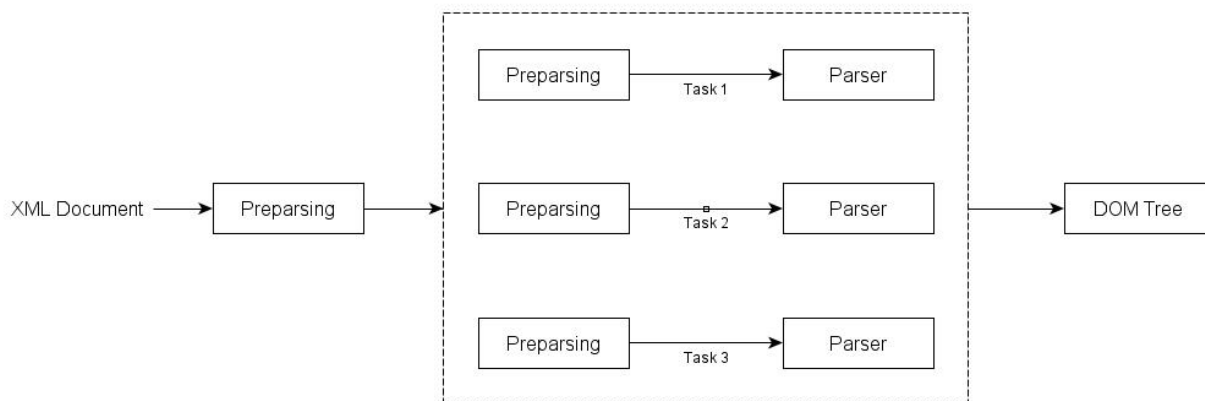 Preparsing
Parser
Task 1
XML Document
Preparsing
Preparsing
Parser
DOM Tree
Task 2
Preparsing
Parser
Task 3